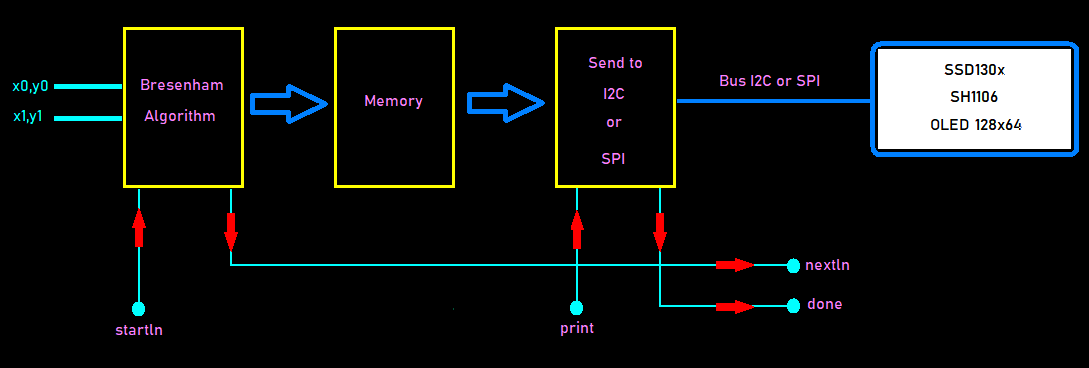 x0,y0
x1,y1
Bresenham
Algorithm
Memory
Send to
I2C
or
SPI
Bus I2C or SPI
SSD130x
SH1106
OLED 128x64
nextln
done
startln
print